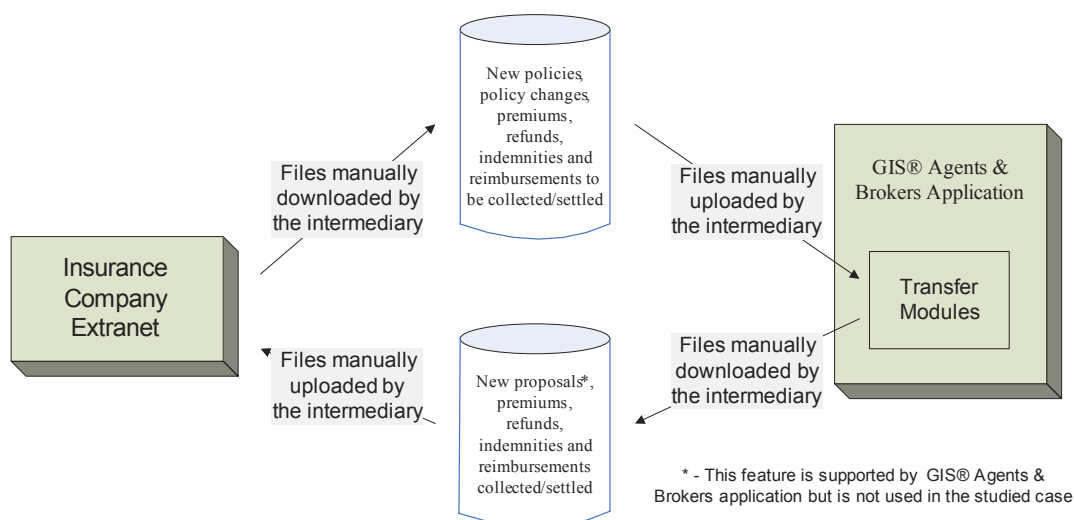 New policies,
policy changes,
premiums,
refunds,
indemnities and
reimbursements to
be collected/settled
Files manually
downloaded by
the intermediary
Files manually
uploaded by
the intermediary
GIS® Agents &
Brokers Application
Insurance
Company
Extranet
Transfer
Modules
Files manually
uploaded by
the intermediary
New proposals*,
premiums,
refunds,
indemnities and
reimbursements
collected/settled
Files manually
downloaded by
the intermediary
* - This feature is supported by GIS® Agents &
Brokers application but is not used in the studied case